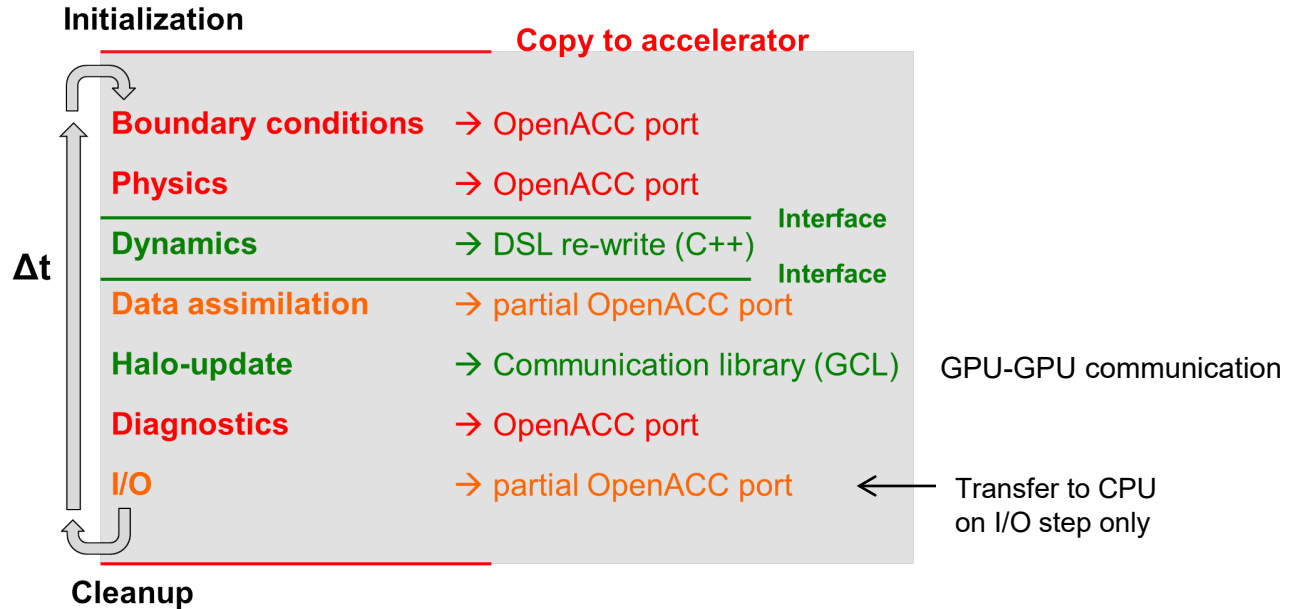 Initialization
Copy to accelerator
Boundary conditions → OpenACC port
Physics → OpenACC port
Interface
Dynamics → DSL re-write (C++)
Δt
Interface
Data assimilation → partial OpenACC port
Halo-update → Communication library (GCL) GPU-GPU communication
Diagnostics → OpenACC port
I/O → partial OpenACC port
Transfer to CPU
on I/O step only
Cleanup